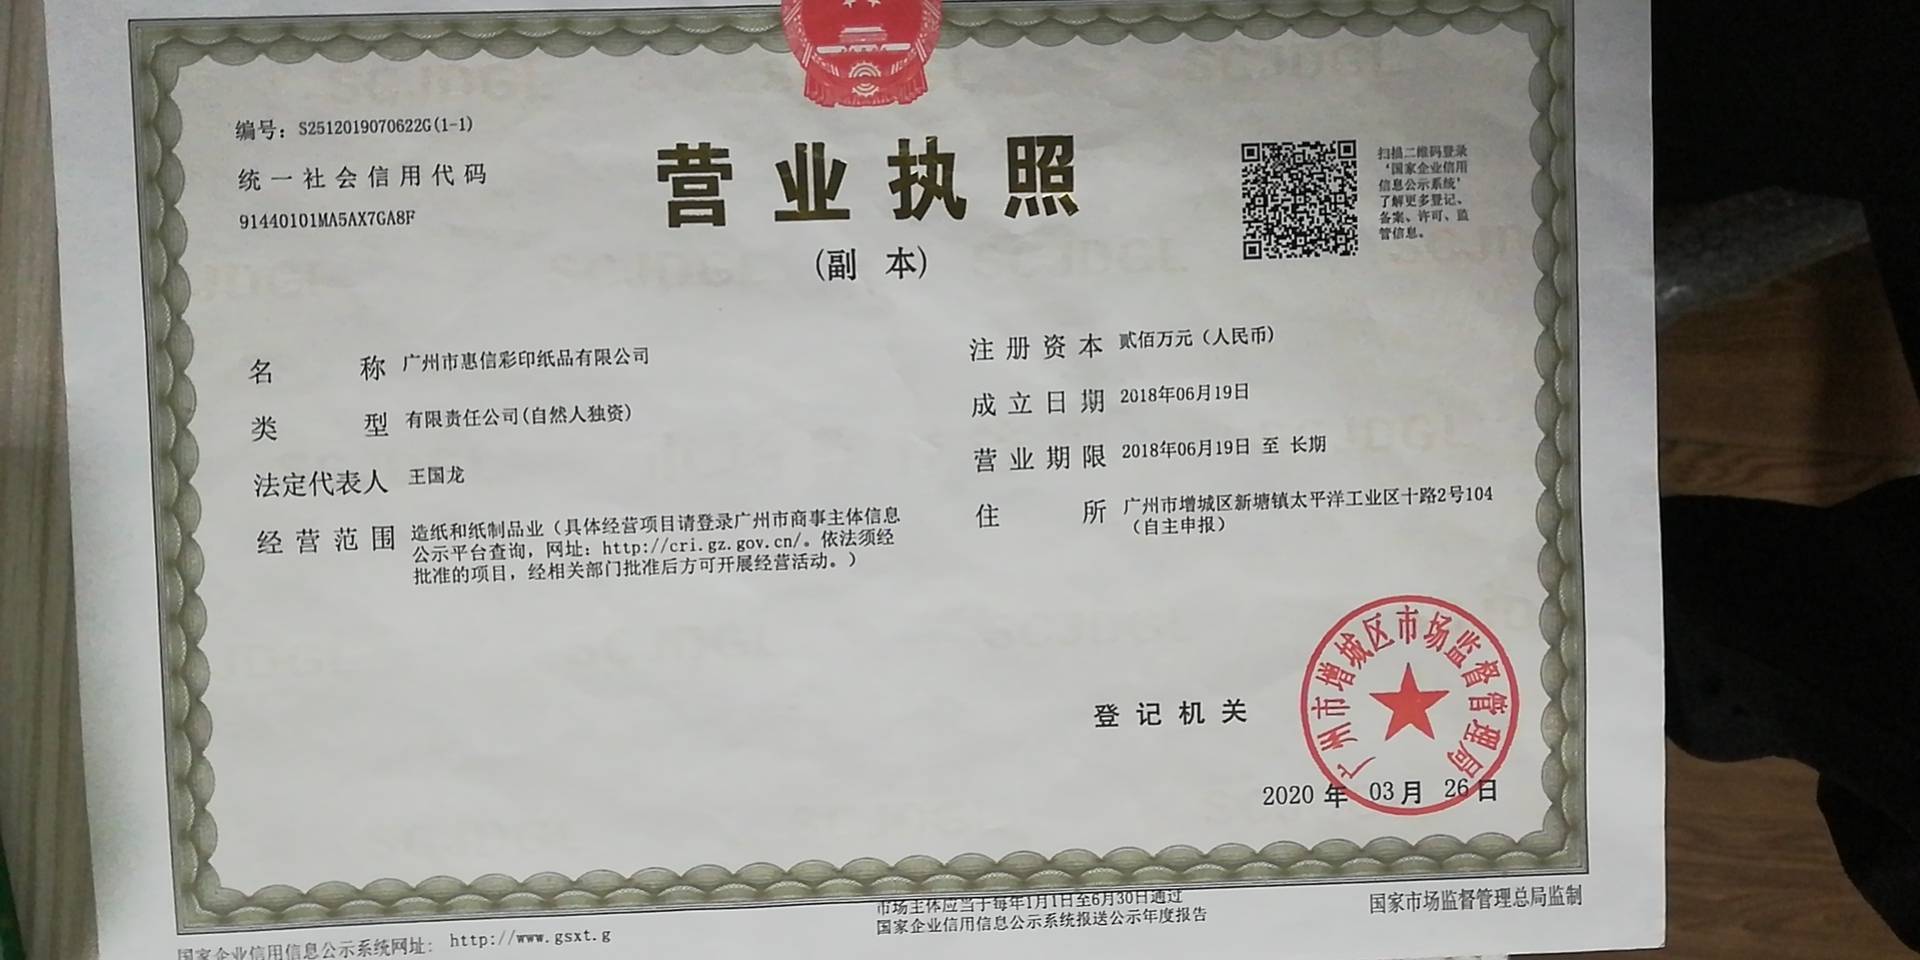 编号：S2512019070622G(1-1)
统一社会信用代码
91440101MA5AX7GA8F
营业执照
(副 本)
扫描二维码登录
‘国家企业信用
信息公示系统’
了解更多登记、
备案、许可、监
管信息。
名 称 广州市惠信彩印纸品有限公司
类 型 有限责任公司(自然人独资)
法定代表人 王国龙
经营范围 造纸和纸制品业（具体经营项目请登录广州市商事主体信息
公示平台查询，网址：http://cri.gz.gov.cn/。依法须经
批准的项目，经相关部门批准后方可开展经营活动。）
注册资本 贰佰万元（人民币）
成立日期 2018年06月19日
营业期限 2018年06月19日 至 长期
住 所 广州市增城区新塘镇太平洋工业区十路2号104
（自主申报）
登记机关
广州市增城区市场监督管理局
2020 年 03 月 26 日
国家企业信用信息公示系统网址：http://www.gsxt.g
市场主体应当于每年1月1日至6月30日通过
国家企业信用信息公示系统报送公示年度报告
国家市场监督管理总局监制